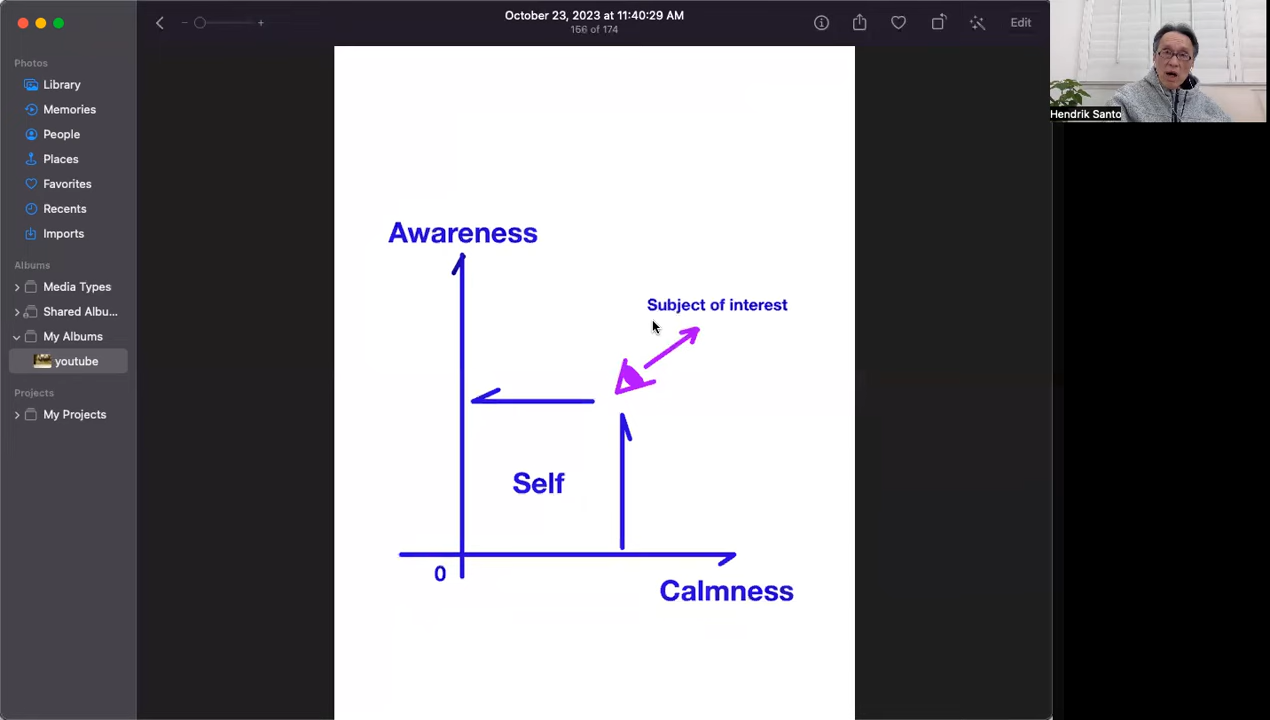 October 23, 2023 at 11:40:29 AM
156 of 174
Edit
Photos
Library
Memories
People
Places
Favorites
Recents
Imports
Albums
Media Types
Shared Albu...
My Albums
youtube
Projects
My Projects
Awareness
Subject of interest
Self
0
Calmness
Hendrik Santo